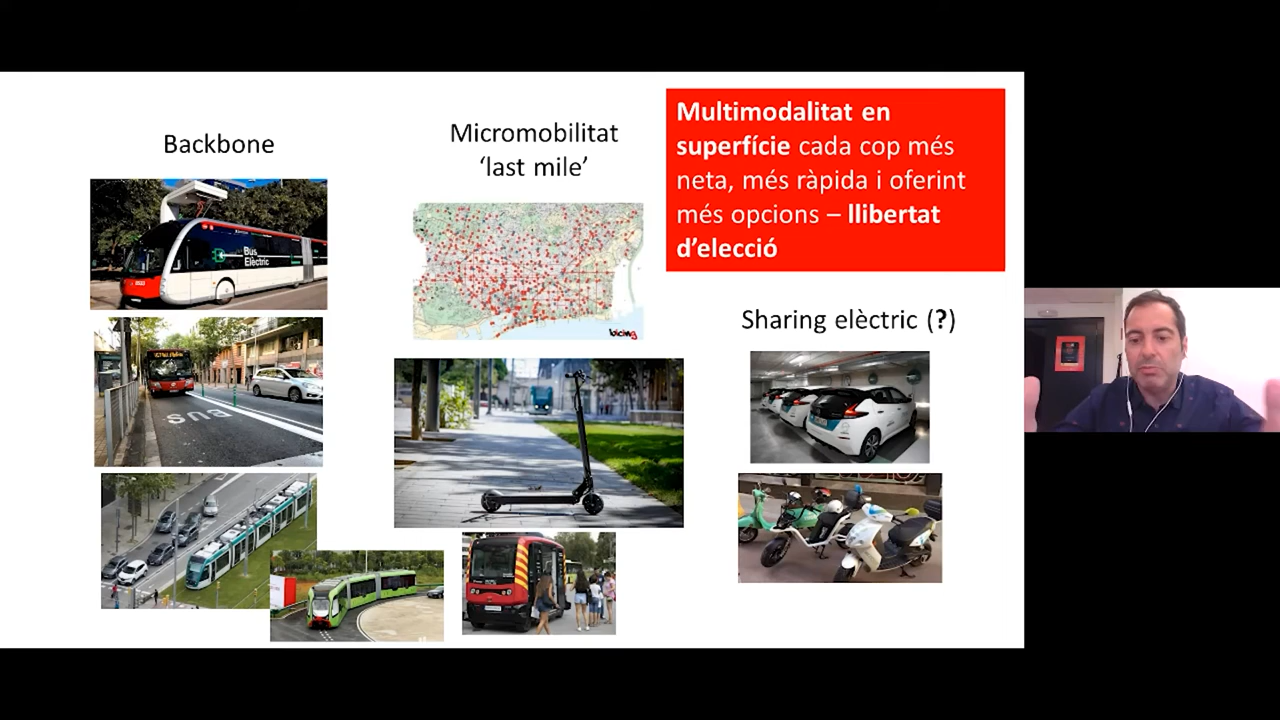 Backbone
Micromobilitat
‘last mile’
Multimodalitat en
superfície cada cop més
neta, més ràpida i oferint
més opcions – llibertat
d’elecció
Sharing elèctric (?)
Bus
Elèctric
BUS
bicing